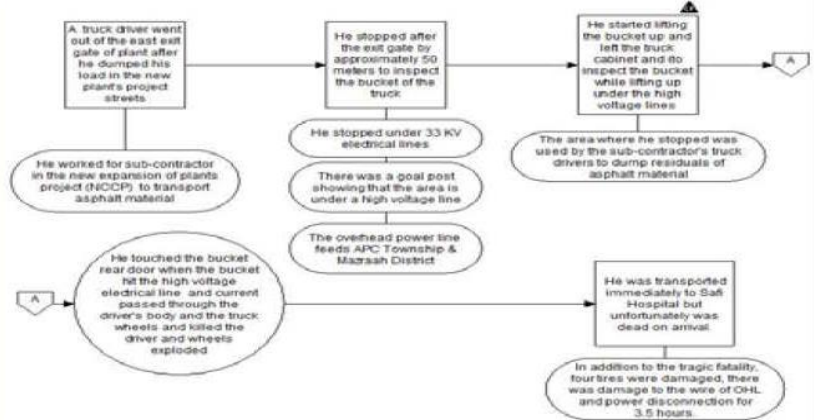 A truck driver went
out of the east exit
gate of plant after
he dumped his
load in the new
plant's project
streets
He worked for sub-contractor
in the new expansion of plants
project (NCCP) to transport
asphalt material
He stopped after
the exit gate by
approximately 50
meters to inspect
the bucket of the
truck
He stopped under 33 KV
electrical lines
There was a goal post
showing that the area is
under a high voltage line
The overhead power line
feeds APC Township &
Mazraah District
He started lifting
the bucket up and
left the truck
cabinet and
inspect the bucket
while lifting up
under the high
voltage lines
The area where he stopped was
used by the sub-contractor's truck
drivers to dump residuals of
asphalt material
A
A
He touched the bucket
rear door when the bucket
hit the high voltage
electrical line and current
passed through the
driver's body and the truck
wheels and killed the
driver and wheels
exploded
He was transported
immediately to Safi
Hospital but
unfortunately was
dead on arrival.
In addition to the tragic fatality,
four tires were damaged, there
was damage to the wire of OHL
and power disconnection for
3.5 hours.